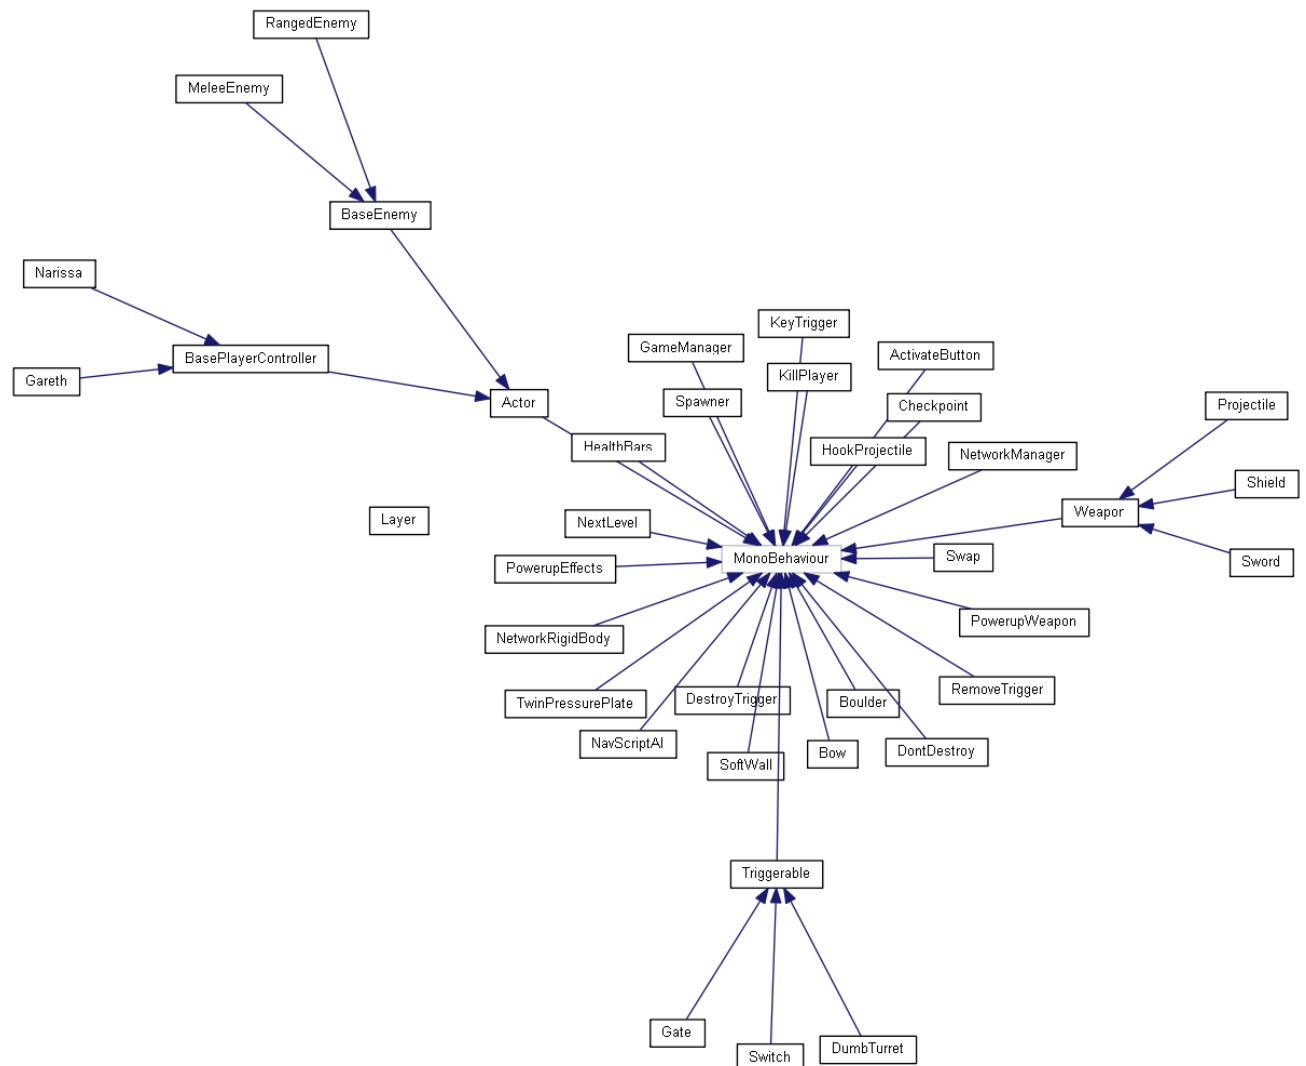 RangedEnemy
MeleeEnemy
BaseEnemy
Narissa
KeyTrigger
GameManager
ActivateButton
BasePlayerController
KillPlayer
Gareth
Actor
Spawner
Checkpoint
Projectile
HealthBars
HookProjectile
NetworkManager
Shield
Layer
NextLevel
Weapon
MonoBehaviour
Swap
Sword
PowerupEffects
PowerupWeapon
NetworkRigidBody
RemoveTrigger
TwinPressurePlate
DestroyTrigger
Boulder
NavScriptAI
SoftWall
Bow
DontDestroy
Triggerable
Gate
Switch
DumbTurret